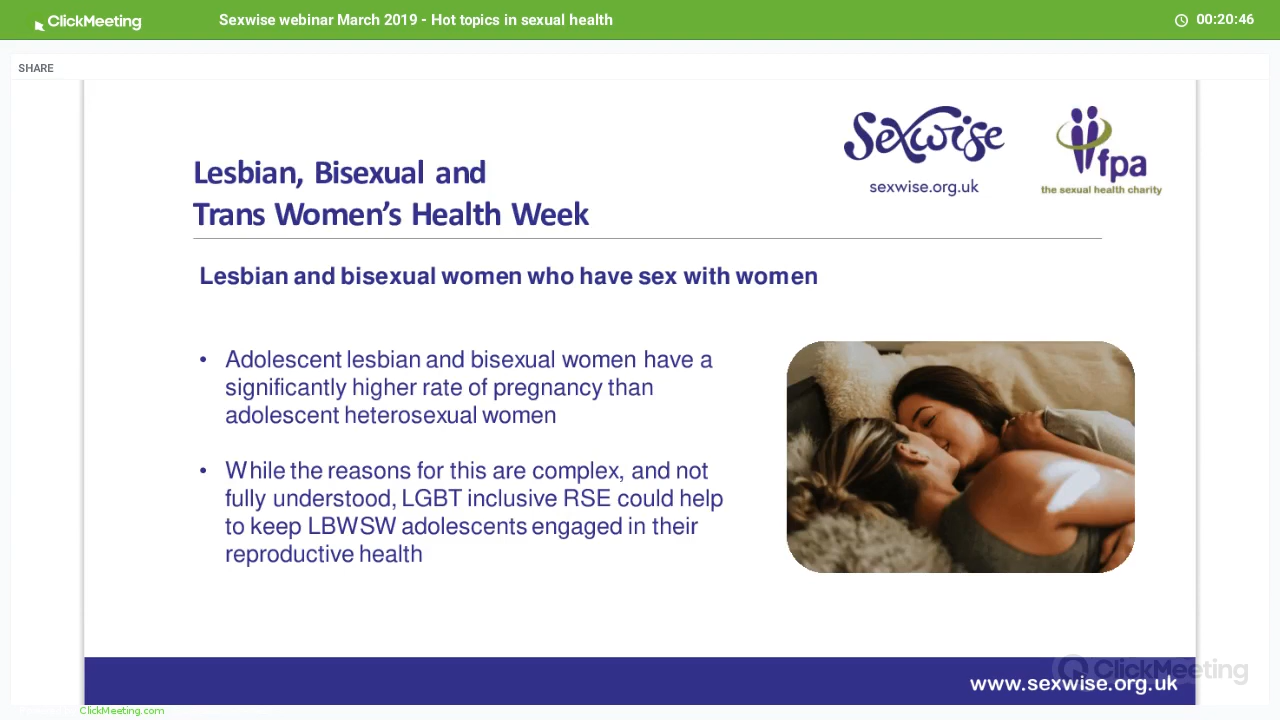 ClickMeeting
Sexwise webinar March 2019 - Hot topics in sexual health
00:20:46
SHARE
Sexwise
sexwise.org.uk
fpa
the sexual health charity
Lesbian, Bisexual and
Trans Women's Health Week
Lesbian and bisexual women who have sex with women
• Adolescent lesbian and bisexual women have a
significantly higher rate of pregnancy than
adolescent heterosexual women
• While the reasons for this are complex, and not
fully understood, LGBT inclusive RSE could help
to keep LBWSW adolescents engaged in their
reproductive health
ClickMeeting
www.sexwise.org.uk
ClickMeeting.com